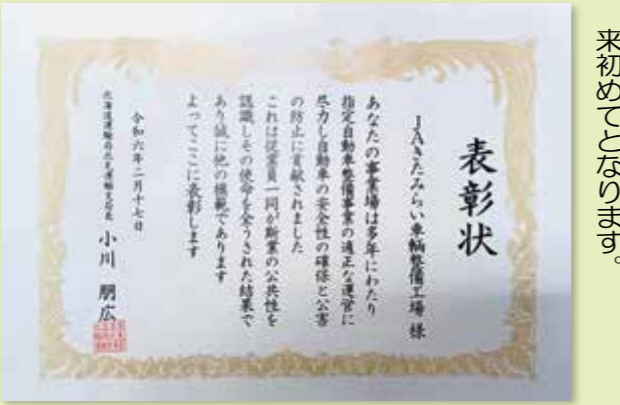 来初めてとなります。
表彰状
JAきたみらい車輌整備工場 様
あなたの事業場は多年にわたり
指定自動車整備事業の適正な運営に
尽力し自動車の安全性の確保と公害
の防止に貢献されました
これは従業員一同が斯業の公共性を
認識しその使命を全うされた結果で
あり誠に他の模範であります
よってここに表彰します
令和六年二月十七日
北海道運輸局北見運輸支局長 小川 朋広